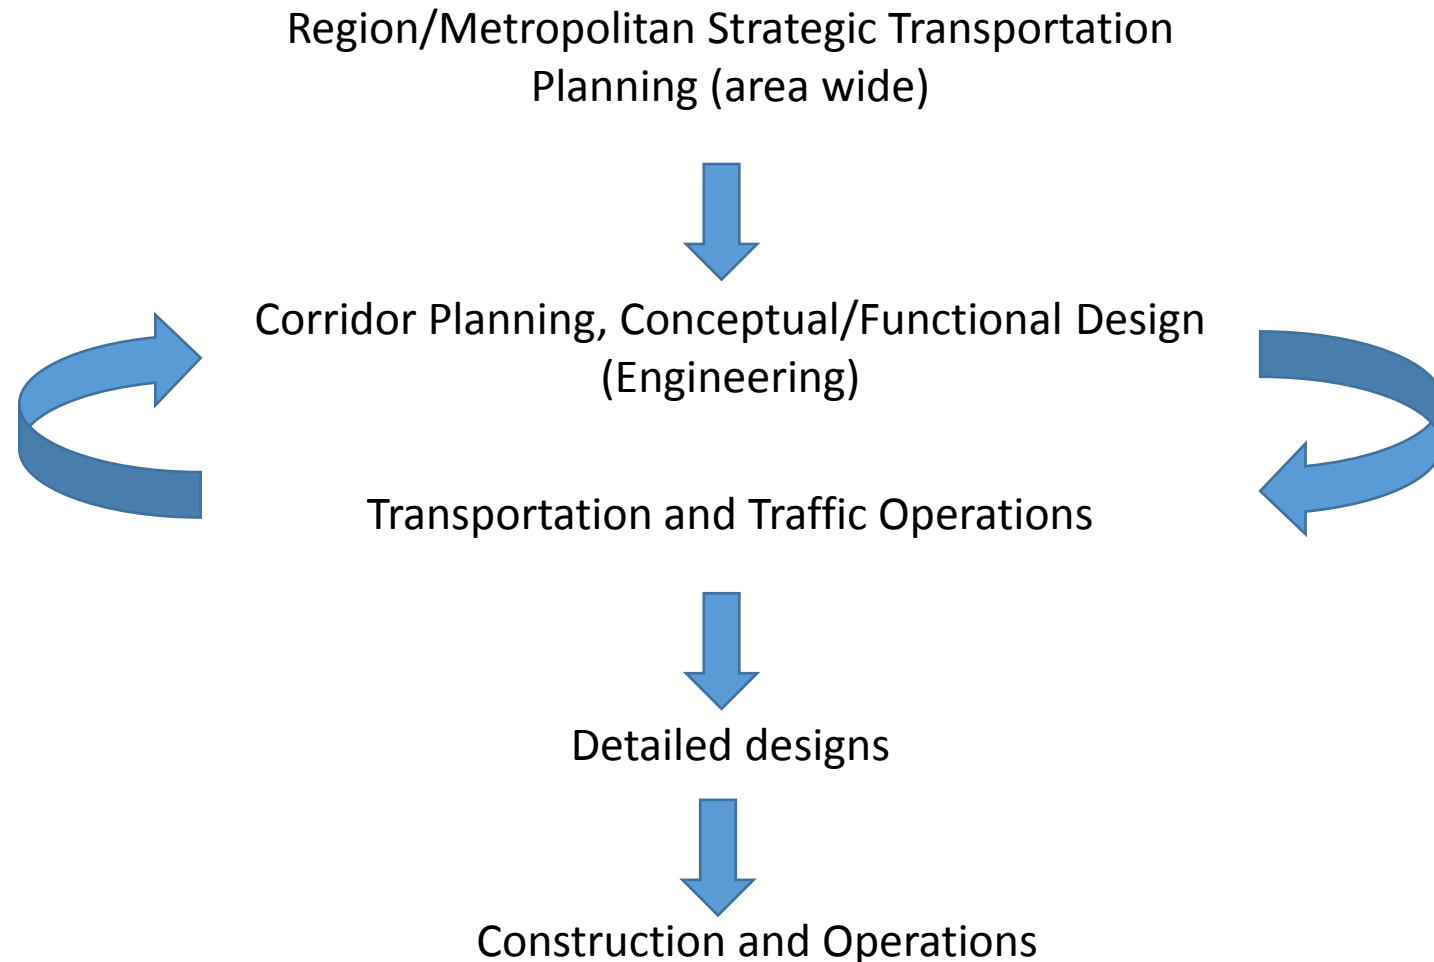 Region/Metropolitan Strategic Transportation
Planning (area wide)
Corridor Planning, Conceptual/Functional Design
(Engineering)
Transportation and Traffic Operations
Detailed designs
Construction and Operations